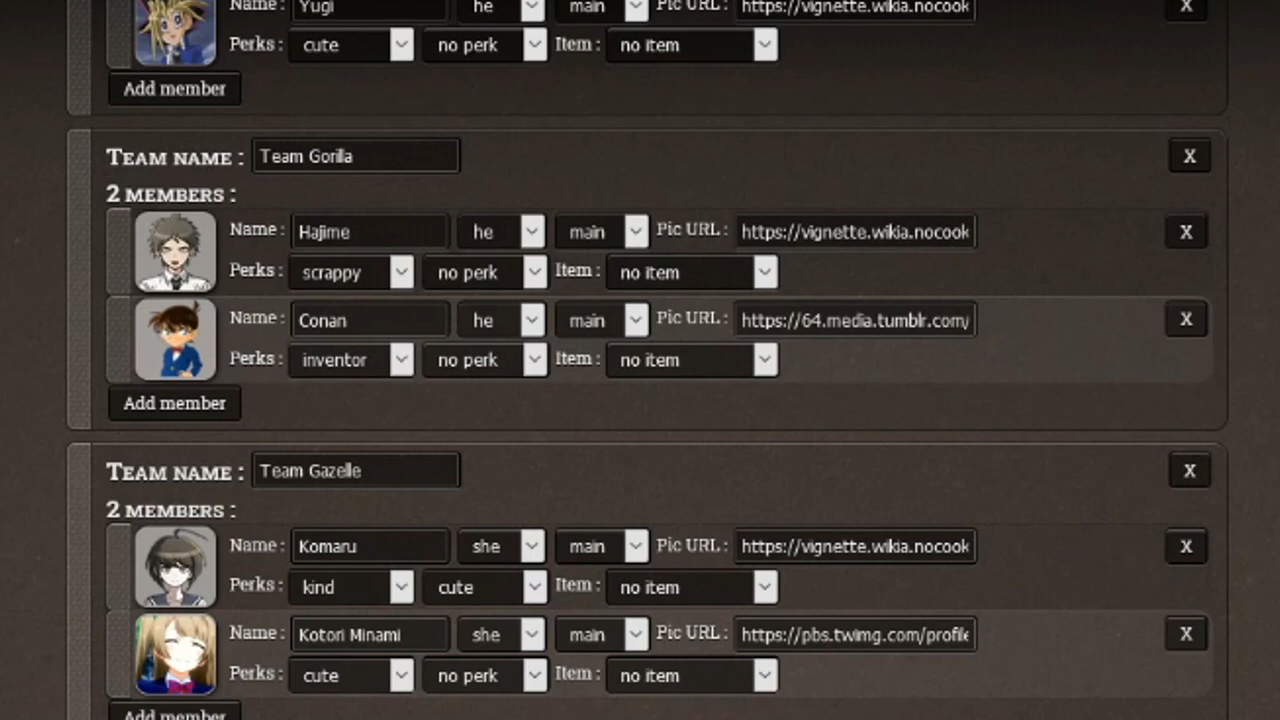 Name : Yugi he main Pic URL : https://vignette.wikia.nocook X
Perks : cute no perk Item : no item
Add member
Team name : Team Gorilla X
2 members :
Name : Hajime he main Pic URL : https://vignette.wikia.nocook X
Perks : scrappy no perk Item : no item
Name : Conan he main Pic URL : https://64.media.tumblr.com/ X
Perks : inventor no perk Item : no item
Add member
Team name : Team Gazelle X
2 members :
Name : Komaru she main Pic URL : https://vignette.wikia.nocook X
Perks : kind cute Item : no item
Name : Kotori Minami she main Pic URL : https://pbs.twimg.com/profile X
Perks : cute no perk Item : no item
Add member